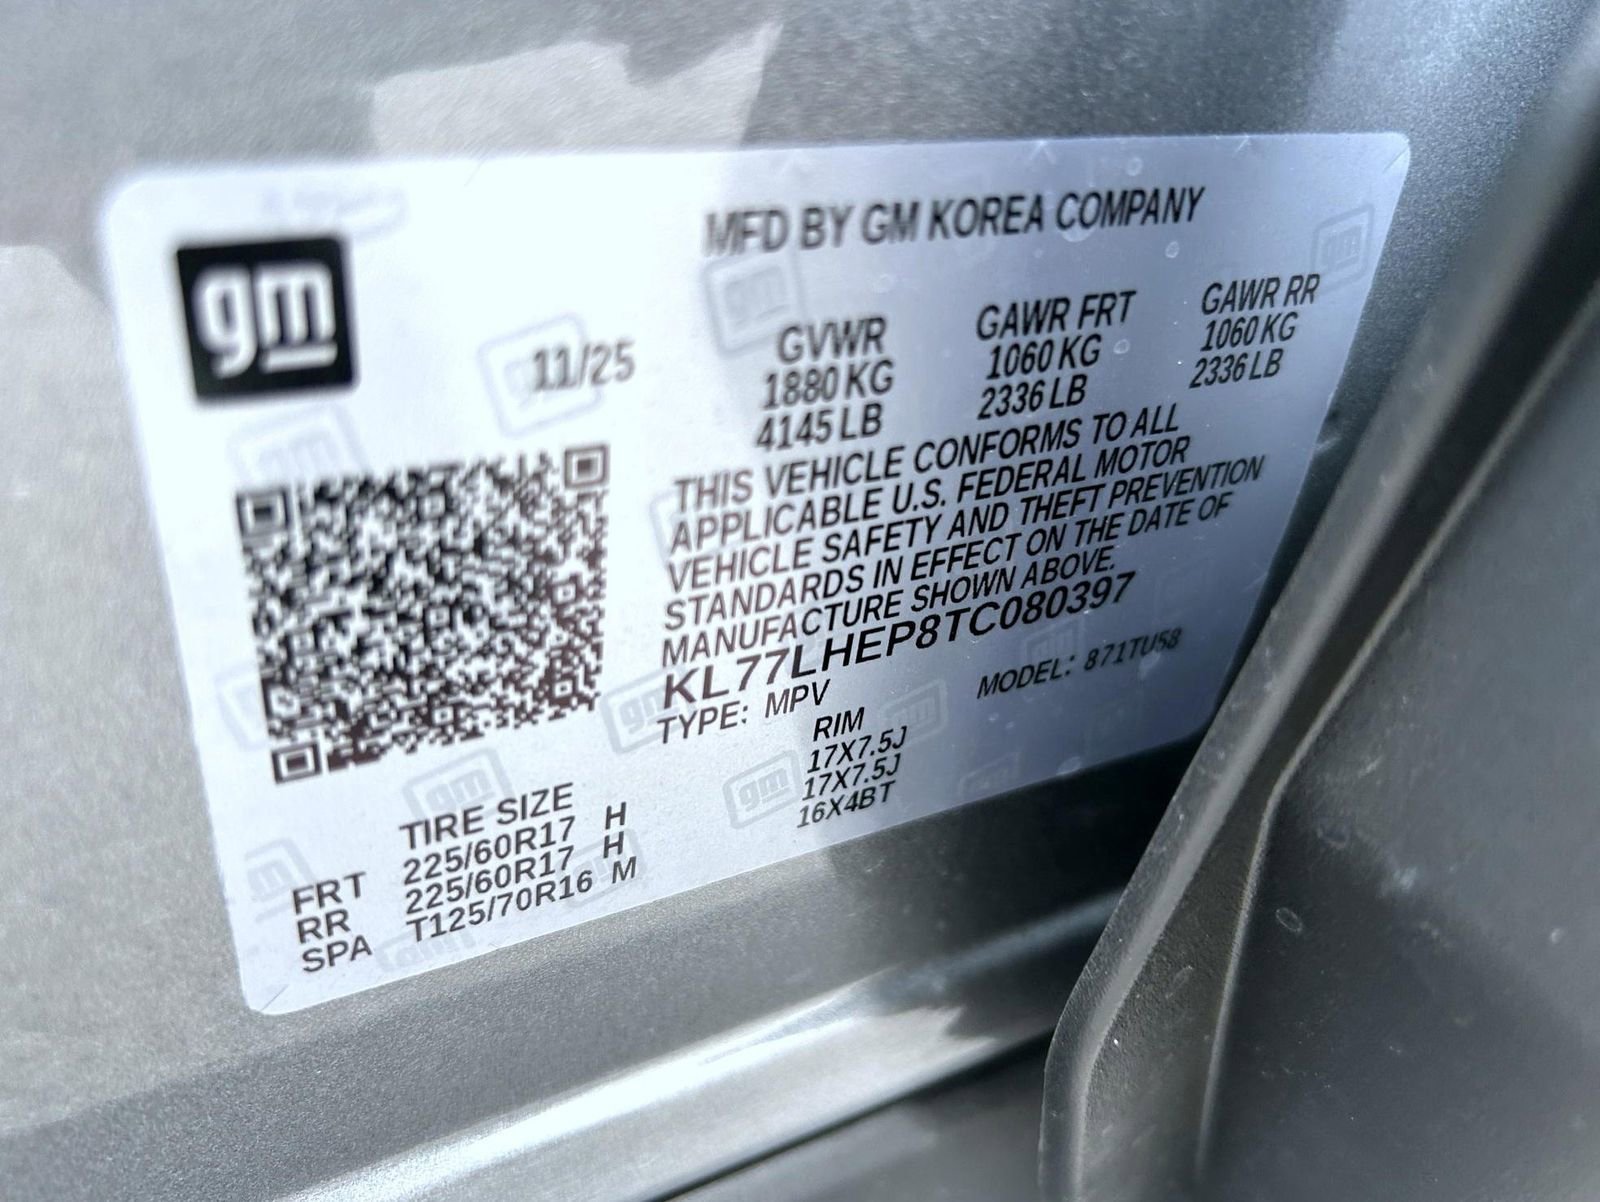 gm
MFD BY GM KOREA COMPANY
11/25
GVWR GAWR FRT GAWR RR
1880 KG 1060 KG 1060 KG
4145 LB 2336 LB 2336 LB
THIS VEHICLE CONFORMS TO ALL
APPLICABLE U.S. FEDERAL MOTOR
VEHICLE SAFETY AND THEFT PREVENTION
STANDARDS IN EFFECT ON THE DATE OF
MANUFACTURE SHOWN ABOVE.
KL77LHEP8TC080397
TYPE: MPV MODEL: 871TU58
TIRE SIZE RIM
FRT 225/60R17 H 17X7.5J
RR 225/60R17 H 17X7.5J
SPA T125/70R16 M 16X4BT